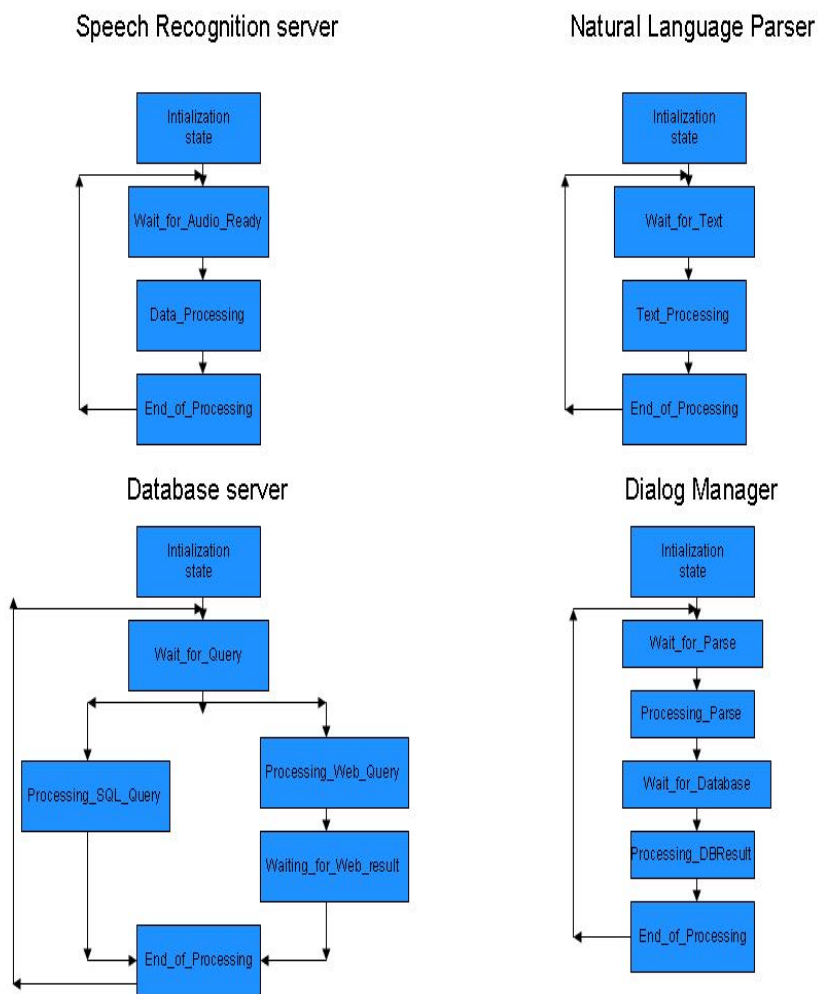 Speech Recognition server
Intialization
state
Wait_for_Audio_Ready
Data_Processing
End_of_Processing
Natural Language Parser
Intialization
state
Wait_for_Text
Text_Processing
End_of_Processing
Database server
Intialization
state
Wait_for_Query
Processing_SQL_Query
Processing_Web_Query
Waiting_for_Web_result
End_of_Processing
Dialog Manager
Intialization
state
Wait_for_Parse
Processing_Parse
Wait_for_Database
Processing_DBResult
End_of_Processing